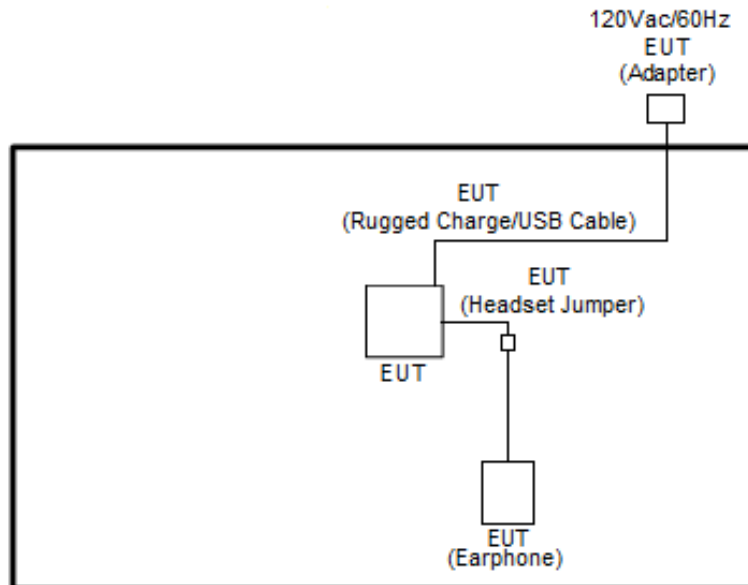 120Vac/60Hz
EUT
(Adapter)
EUT
(Rugged Charge/USB Cable)
EUT
(Headset Jumper)
EUT
EUT
(Earphone)